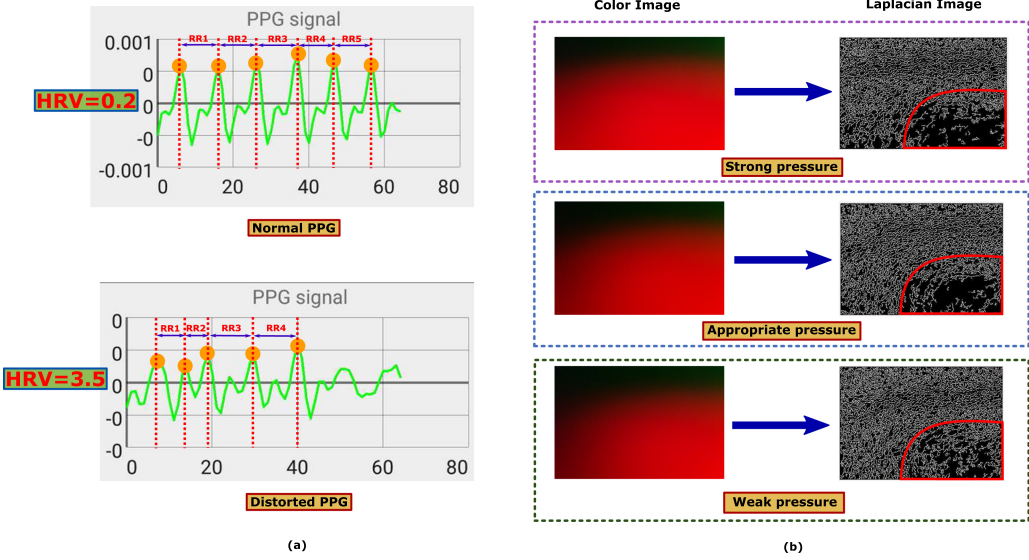 PPG signal
0.001
RR1 RR2 RR3 RR4 RR5
0
HRV=0.2
0
-0
-0.001
0 20 40 60 80
Normal PPG
PPG signal
0
RR1 RR2 RR3 RR4
0
HRV=3.5
0
-0
-0
0 20 40 60 80
Distorted PPG
(a)
Color Image Laplacian Image
Strong pressure
Appropriate pressure
Weak pressure
(b)